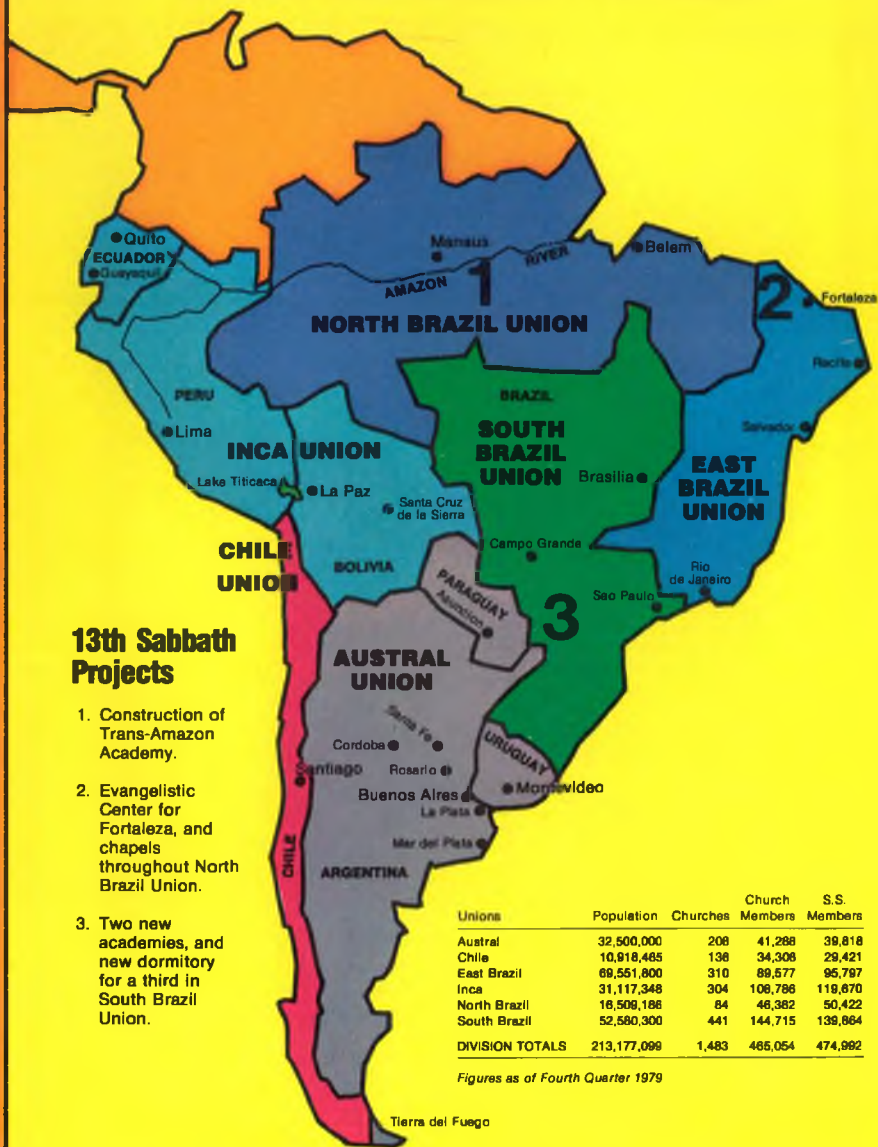 Quito
ECUADOR
Guayaquil
Manaus
AMAZON
RIVER
1
Belem
2
Fortaleza
NORTH BRAZIL UNION
Recife
PERU
BRAZIL
Lima
INCA UNION
SOUTH
BRAZIL
UNION
Salvador
Brasilia
EAST
BRAZIL
UNION
Lake Titicaca
La Paz
Santa Cruz
de la Sierra
CHILE
UNION
BOLIVIA
Campo Grande
PARAGUAY
Asuncion
3
Rio
de Janeiro
Sao Paulo
AUSTRAL
UNION
Santa Fe
Cordoba
Santiago
Rosario
URUGUAY
Buenos Aires
Montevideo
La Plata
Mar del Plata
CHILE
ARGENTINA
Tierra del Fuego
13th Sabbath
Projects
1. Construction of
Trans-Amazon
Academy.
2. Evangelistic
Center for
Fortaleza, and
chapels
throughout North
Brazil Union.
3. Two new
academies, and
new dormitory
for a third in
South Brazil
Union.
Church S.S.
Unions Population Churches Members Members
Austral 32,500,000 208 41,288 39,818
Chile 10,918,465 136 34,306 29,421
East Brazil 69,551,800 310 89,577 95,797
Inca 31,117,348 304 108,786 119,670
North Brazil 16,509,186 84 46,382 50,422
South Brazil 52,580,300 441 144,715 139,864
DIVISION TOTALS 213,177,099 1,483 465,054 474,992
Figures as of Fourth Quarter 1979